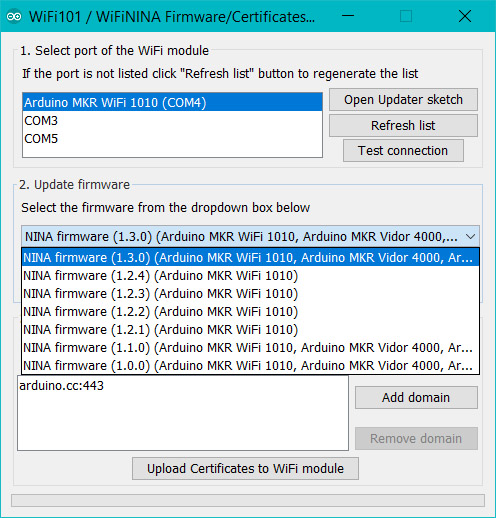 WiFi101 / WiFiNINA Firmware/Certificates...
1. Select port of the WiFi module
If the port is not listed click "Refresh list" button to regenerate the list
Arduino MKR WiFi 1010 (COM4)
COM3
COM5
Open Updater sketch
Refresh list
Test connection
2. Update firmware
Select the firmware from the dropdown box below
NINA firmware (1.3.0) (Arduino MKR WiFi 1010, Arduino MKR Vidor 4000,...
NINA firmware (1.3.0) (Arduino MKR WiFi 1010, Arduino MKR Vidor 4000, Ar...
NINA firmware (1.2.4) (Arduino MKR WiFi 1010)
NINA firmware (1.2.3) (Arduino MKR WiFi 1010)
NINA firmware (1.2.2) (Arduino MKR WiFi 1010)
NINA firmware (1.2.1) (Arduino MKR WiFi 1010)
NINA firmware (1.1.0) (Arduino MKR WiFi 1010, Arduino MKR Vidor 4000, Ar...
NINA firmware (1.0.0) (Arduino MKR WiFi 1010, Arduino MKR Vidor 4000, Ar...
arduino.cc:443
Add domain
Remove domain
Upload Certificates to WiFi module